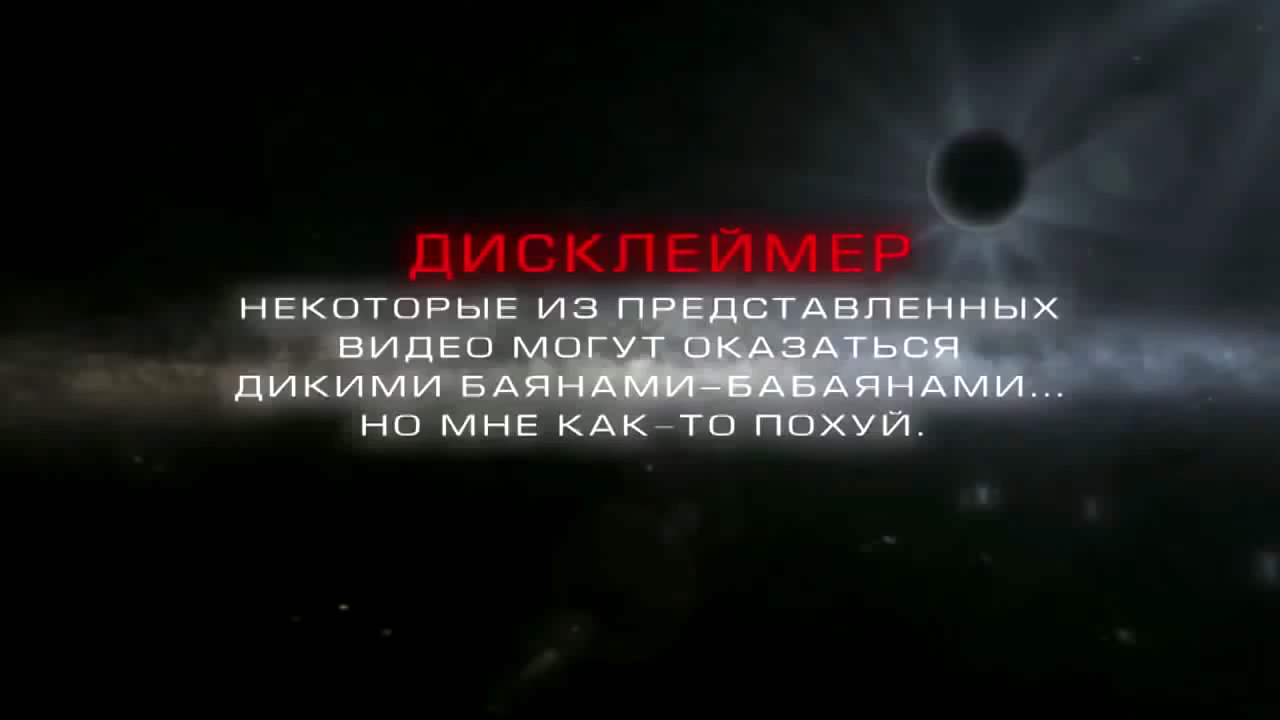 ДИСКЛЕЙМЕР
НЕКОТОРЫЕ ИЗ ПРЕДСТАВЛЕННЫХ
ВИДЕО МОГУТ ОКАЗАТЬСЯ
ДИКИМИ БАЯНАМИ–БАБАЯНАМИ...
НО МНЕ КАК–ТО ПОХУЙ.